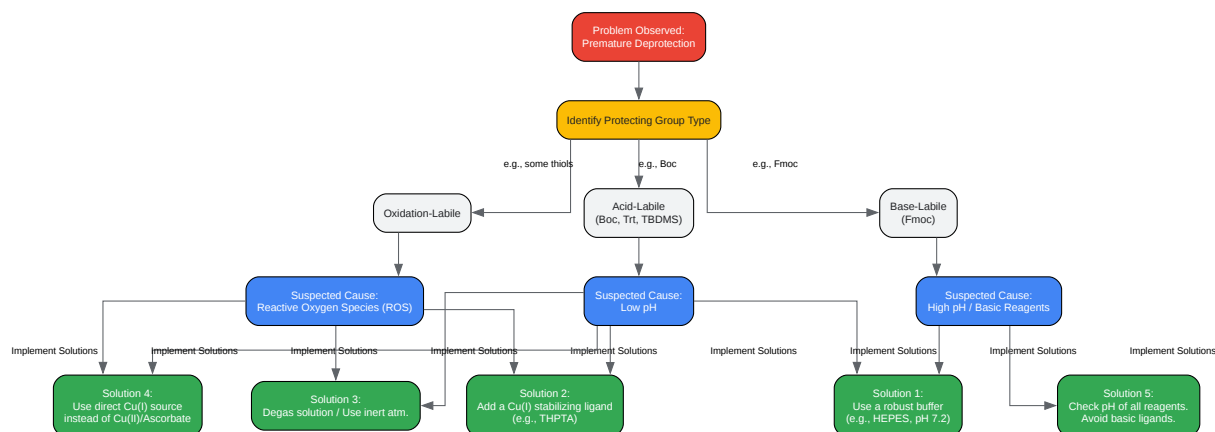 Problem Observed:
Premature Deprotection
Identify Protecting Group Type
e.g., some thiols
e.g., Boc
e.g., Fmoc
Oxidation-Labile
Acid-Labile
(Boc, Trt, TBDMS)
Base-Labile
(Fmoc)
Suspected Cause:
Reactive Oxygen Species (ROS)
Suspected Cause:
Low pH
Suspected Cause:
High pH / Basic Reagents
Implement Solutions
Implement Solutions
Implement Solutions
Implement Solutions
Implement Solutions
Implement Solutions
Implement Solutions
Implement Solutions
Implement Solutions
Solution 4:
Use direct Cu(I) source
instead of Cu(II)/Ascorbate
Solution 3:
Degas solution / Use inert atm.
Solution 2:
Add a Cu(I) stabilizing ligand
(e.g., THPTA)
Solution 1:
Use a robust buffer
(e.g., HEPES, pH 7.2)
Solution 5:
Check pH of all reagents.
Avoid basic ligands.